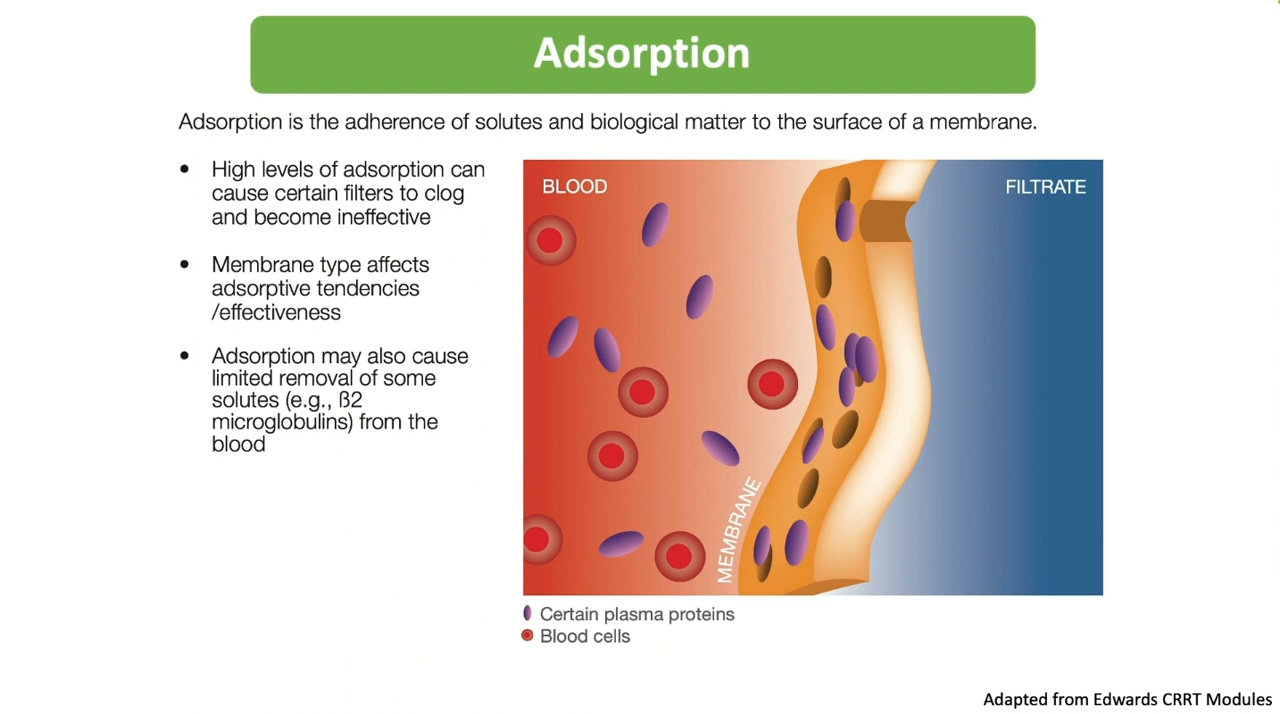 Adsorption
Adsorption is the adherence of solutes and biological matter to the surface of a membrane.
• High levels of adsorption can
cause certain filters to clog
and become ineffective
• Membrane type affects
adsorptive tendencies
/effectiveness
• Adsorption may also cause
limited removal of some
solutes (e.g., ß2
microglobulins) from the
blood
BLOOD
FILTRATE
MEMBRANE
Certain plasma proteins
Blood cells
Adapted from Edwards CRRT Modules